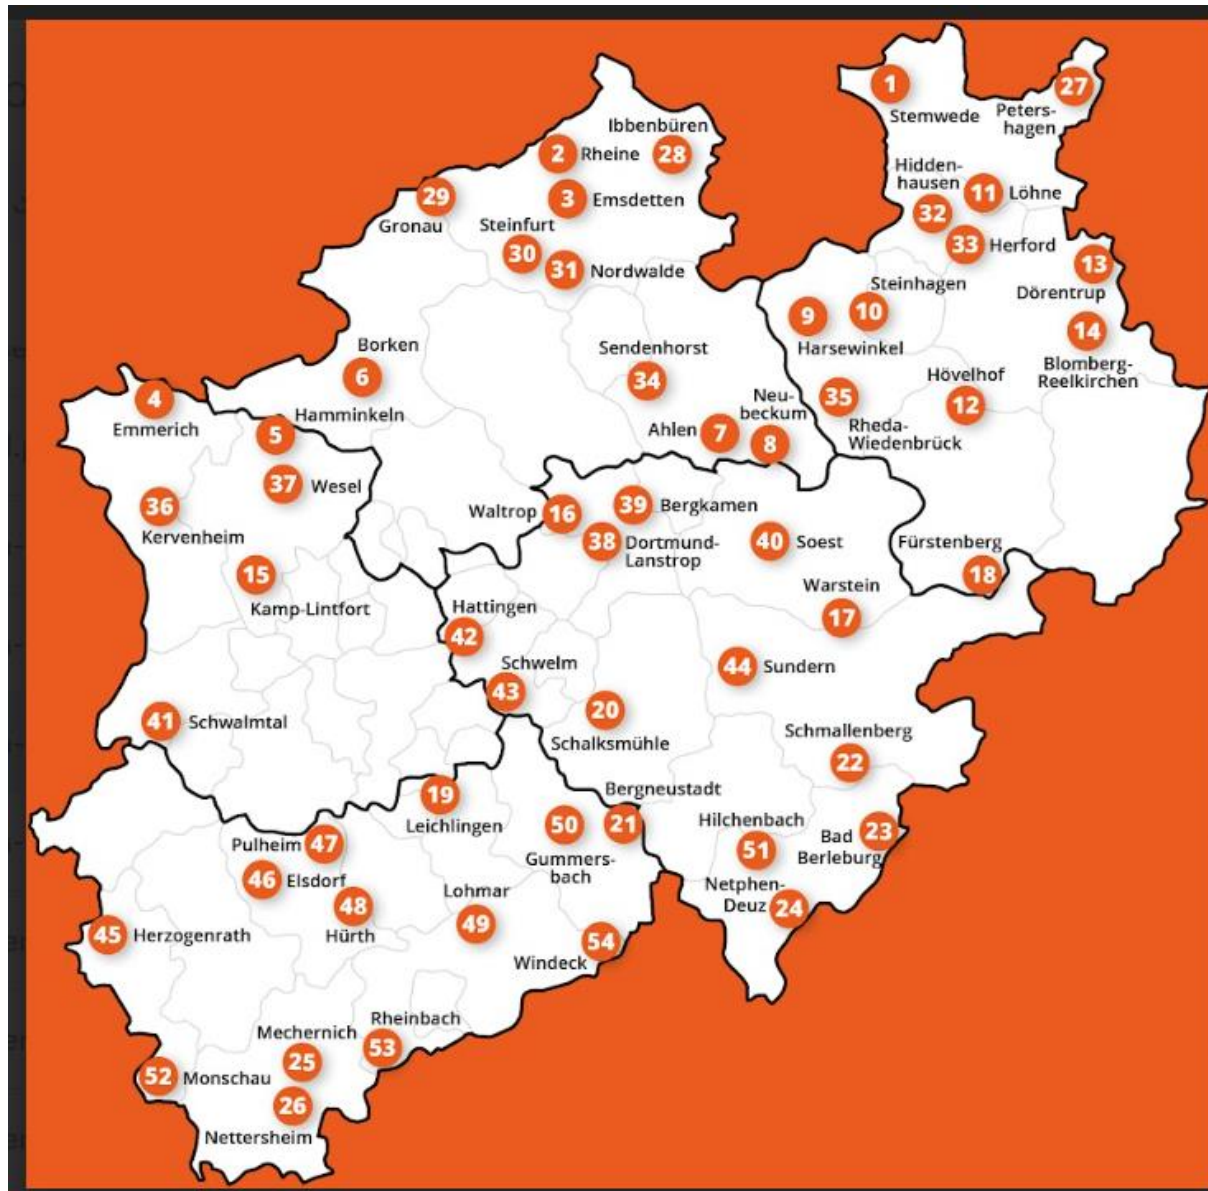 1
Stemwede
27
Peters-
hagen
Ibbenbüren
2
Rheine
28
Hidden-
hausen
11
Löhne
29
3
Emsdetten
32
Gronau
Steinfurt
33
Herford
30
31
Nordwalde
13
Steinhagen
Dörentrup
9
10
14
Harsewinkel
Borken
Sendenhorst
Blomberg-
Reelkirchen
6
34
Hövelhof
4
Neu-
beckum
35
12
Emmerich
Hamminkeln
5
Ahlen
7
8
Rheda-
Wiedenbrück
37
Wesel
36
Kervenheim
Waltrop
16
39
Bergkamen
38
Dortmund-
Lanstrop
40
Soest
Fürstenberg
18
15
Kamp-Lintfort
Warstein
17
Hattingen
42
Schwelm
43
44
Sundern
41
Schwalmtal
20
Schalksmühle
Schmallenberg
22
19
Leichlingen
Bergneustadt
50
21
Gummers-
bach
Hilchenbach
51
Bad
Berleburg
23
Pulheim
47
46
Elsdorf
48
Hürth
Lohmar
49
Netphen-
Deuz
24
45
Herzogenrath
54
Windeck
Rheinbach
53
Mechernich
25
52
Monschau
26
Nettersheim